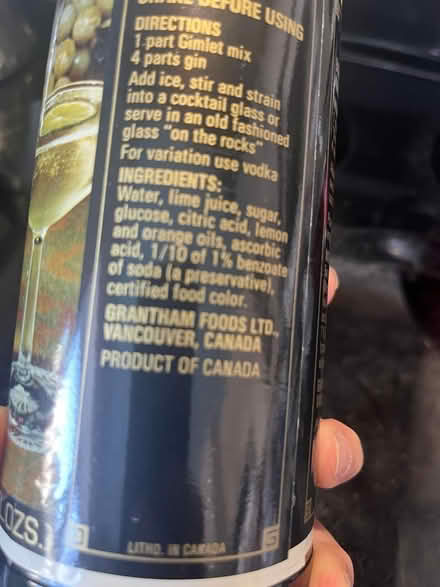 SHAKE BEFORE USING
DIRECTIONS
1 part Gimlet mix
4 parts gin
Add ice, stir and strain
into a cocktail glass or
serve in an old fashioned
glass "on the rocks"
For variation use vodka
INGREDIENTS:
Water, lime juice, sugar,
glucose, citric acid, lemon
and orange oils, ascorbic
acid, 1/10 of 1% benzoate
of soda (a preservative),
certified food color.
GRANTHAM FOODS LTD.,
VANCOUVER, CANADA
PRODUCT OF CANADA
OZS.
LITHO. IN CANADA